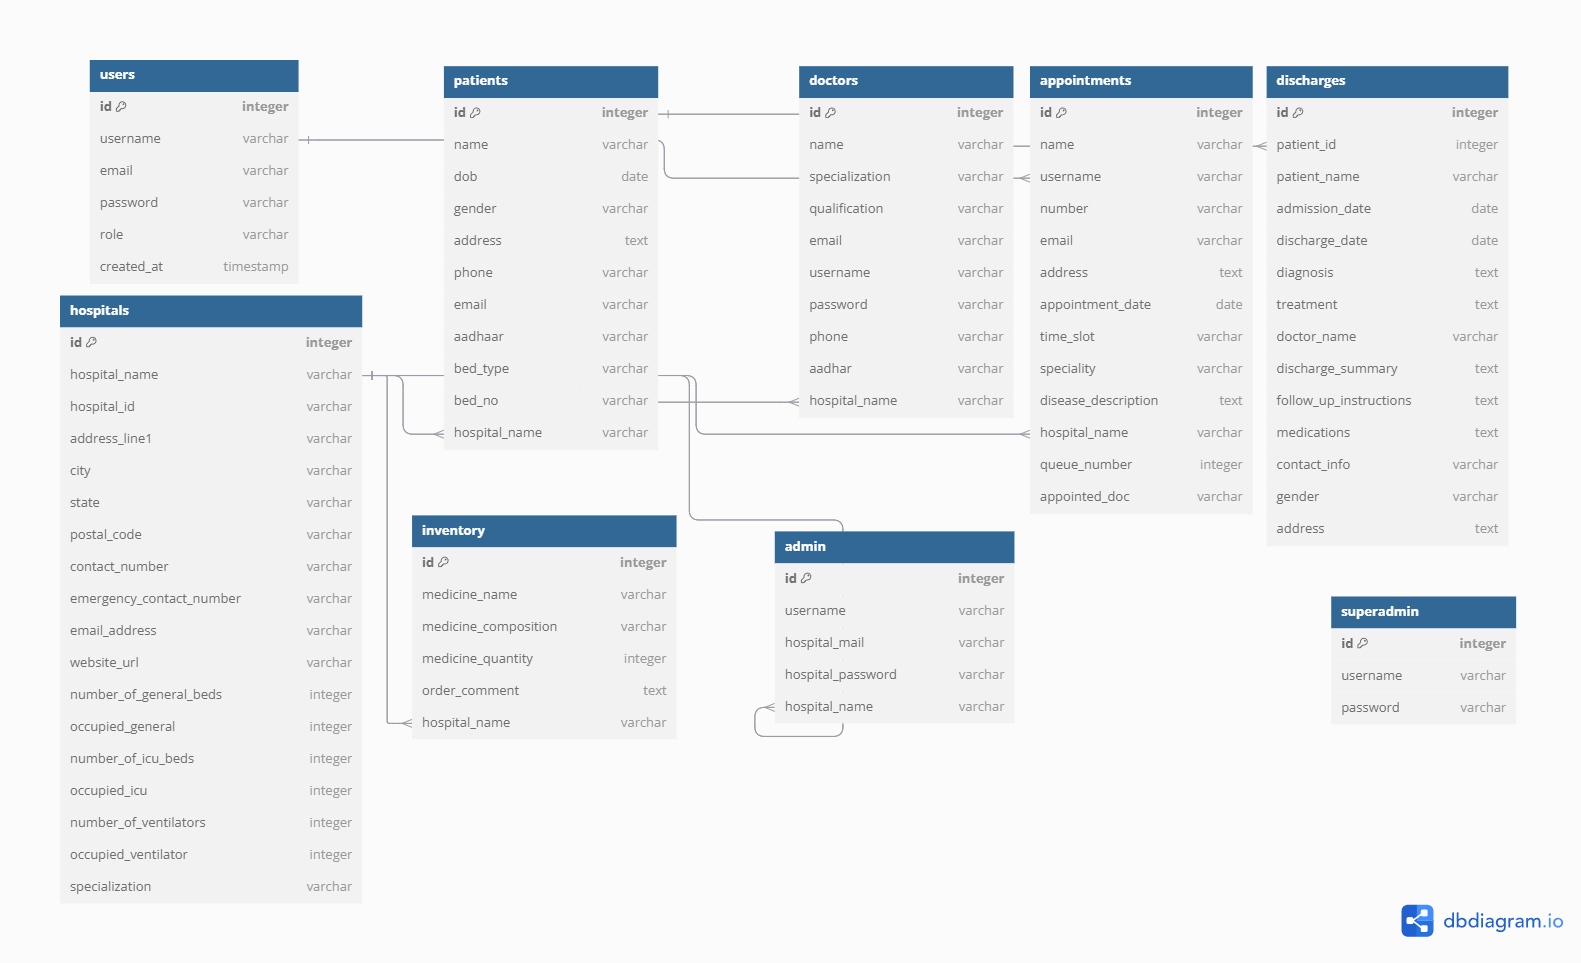 users
id integer
username varchar
email varchar
password varchar
role varchar
created_at timestamp
hospitals
id integer
hospital_name varchar
hospital_id varchar
address_line1 varchar
city varchar
state varchar
postal_code varchar
contact_number varchar
emergency_contact_number varchar
email_address varchar
website_url varchar
number_of_general_beds integer
occupied_general integer
number_of_icu_beds integer
occupied_icu integer
number_of_ventilators integer
occupied_ventilator integer
specialization varchar
patients
id integer
name varchar
dob date
gender varchar
address text
phone varchar
email varchar
aadhaar varchar
bed_type varchar
bed_no varchar
hospital_name varchar
inventory
id integer
medicine_name varchar
medicine_composition varchar
medicine_quantity integer
order_comment text
hospital_name varchar
doctors
id integer
name varchar
specialization varchar
qualification varchar
email varchar
username varchar
password varchar
phone varchar
aadhar varchar
hospital_name varchar
admin
id integer
username varchar
hospital_mail varchar
hospital_password varchar
hospital_name varchar
appointments
id integer
name varchar
username varchar
number varchar
email varchar
address text
appointment_date date
time_slot varchar
speciality varchar
disease_description text
hospital_name varchar
queue_number integer
appointed_doc varchar
discharges
id integer
patient_id integer
patient_name varchar
admission_date date
discharge_date date
diagnosis text
treatment text
doctor_name varchar
discharge_summary text
follow_up_instructions text
medications text
contact_info varchar
gender varchar
address text
superadmin
id integer
username varchar
password varchar
dbdiagram.io